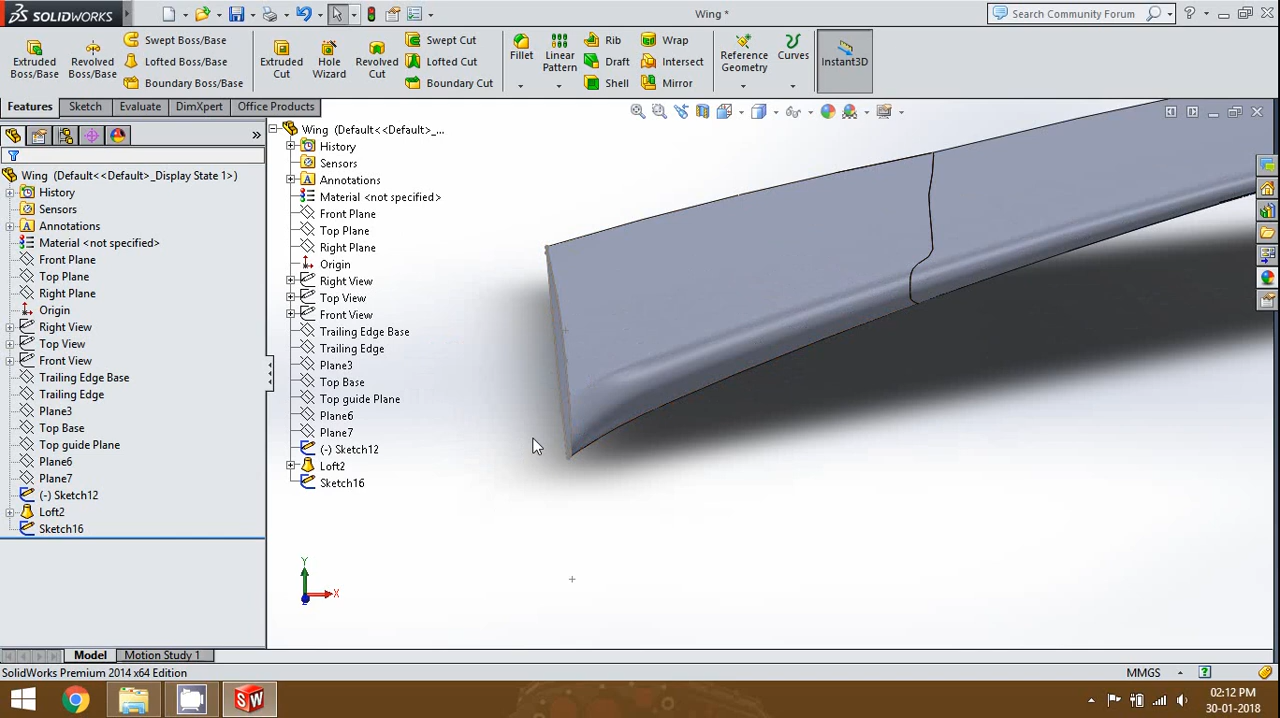 SOLIDWORKS
Wing *
Search Community Forum
Extruded Boss/Base
Revolved Boss/Base
Swept Boss/Base
Lofted Boss/Base
Boundary Boss/Base
Extruded Cut
Hole Wizard
Revolved Cut
Swept Cut
Lofted Cut
Boundary Cut
Fillet
Linear Pattern
Rib
Draft
Shell
Wrap
Intersect
Mirror
Reference Geometry
Curves
Instant3D
Features
Sketch
Evaluate
DimXpert
Office Products
Wing (Default<<Default>_Display State 1>)
History
Sensors
Annotations
Material <not specified>
Front Plane
Top Plane
Right Plane
Origin
Right View
Top View
Front View
Trailing Edge Base
Trailing Edge
Plane3
Top Base
Top guide Plane
Plane6
Plane7
(-) Sketch12
Loft2
Sketch16
Wing (Default<<Default>_...
History
Sensors
Annotations
Material <not specified>
Front Plane
Top Plane
Right Plane
Origin
Right View
Top View
Front View
Trailing Edge Base
Trailing Edge
Plane3
Top Base
Top guide Plane
Plane6
Plane7
(-) Sketch12
Loft2
Sketch16
Y
X
Model
Motion Study 1
SolidWorks Premium 2014 x64 Edition
MMGS
02:12 PM
30-01-2018